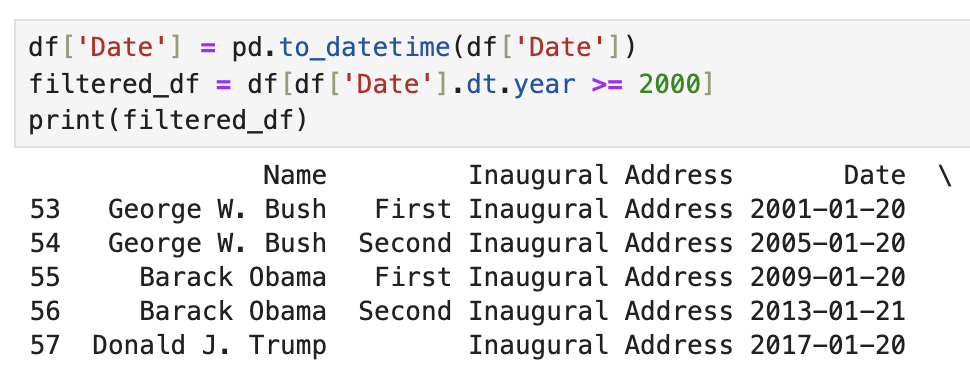 df['Date'] = pd.to_datetime(df['Date'])
filtered_df = df[df['Date'].dt.year >= 2000]
print(filtered_df)
Name Inaugural Address Date \
53 George W. Bush First Inaugural Address 2001-01-20
54 George W. Bush Second Inaugural Address 2005-01-20
55 Barack Obama First Inaugural Address 2009-01-20
56 Barack Obama Second Inaugural Address 2013-01-21
57 Donald J. Trump Inaugural Address 2017-01-20